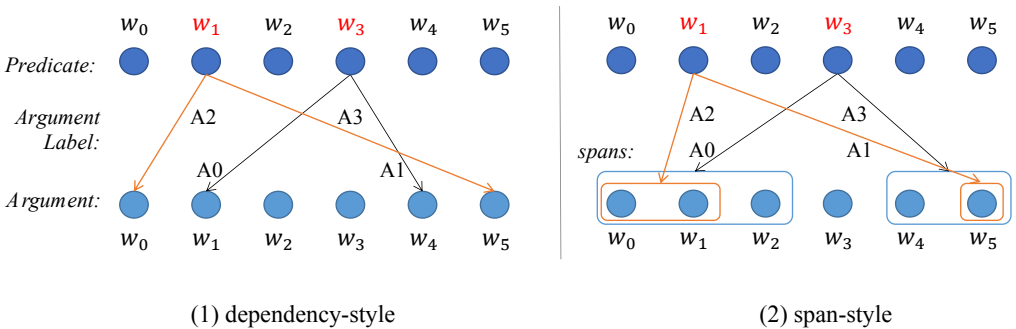 w0 w1 w2 w3 w4 w5
Predicate:
Argument Label:
A2 A3
A0 A1
Argument:
w0 w1 w2 w3 w4 w5
(1) dependency-style
w0 w1 w2 w3 w4 w5
A2 A3
spans:
A0 A1
w0 w1 w2 w3 w4 w5
(2) span-style